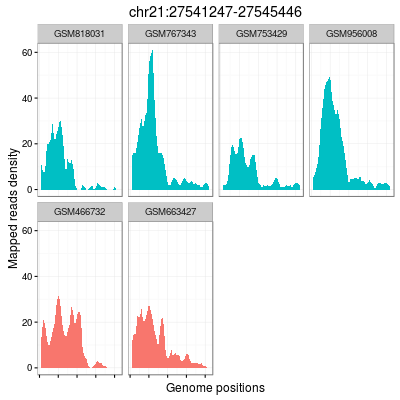 chr21:27541247-27545446
GSM818031 GSM767343 GSM753429 GSM956008
60
40
20
0
GSM466732 GSM663427
60
40
20
0
Mapped reads density
Genome positions